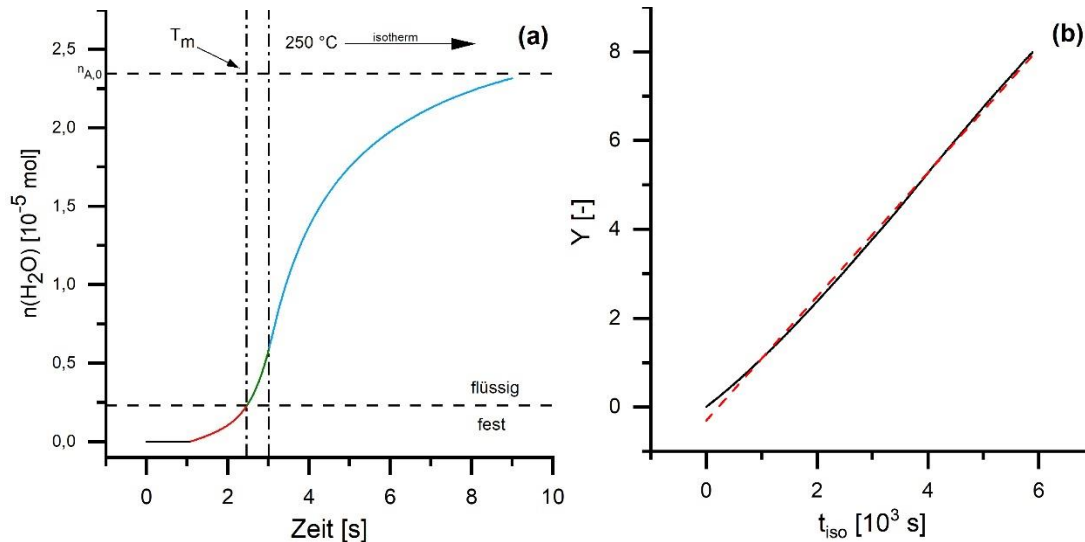 T_m
250 °C
isotherm
(a)
2,5
n_A,0
2,0
1,5
1,0
0,5
0,0
n(H₂O) [10⁻⁵ mol]
flüssig
fest
0 2 4 6 8 10
Zeit [s]
(b)
8
6
4
2
0
Y [-]
0 2 4 6
t_iso [10³ s]